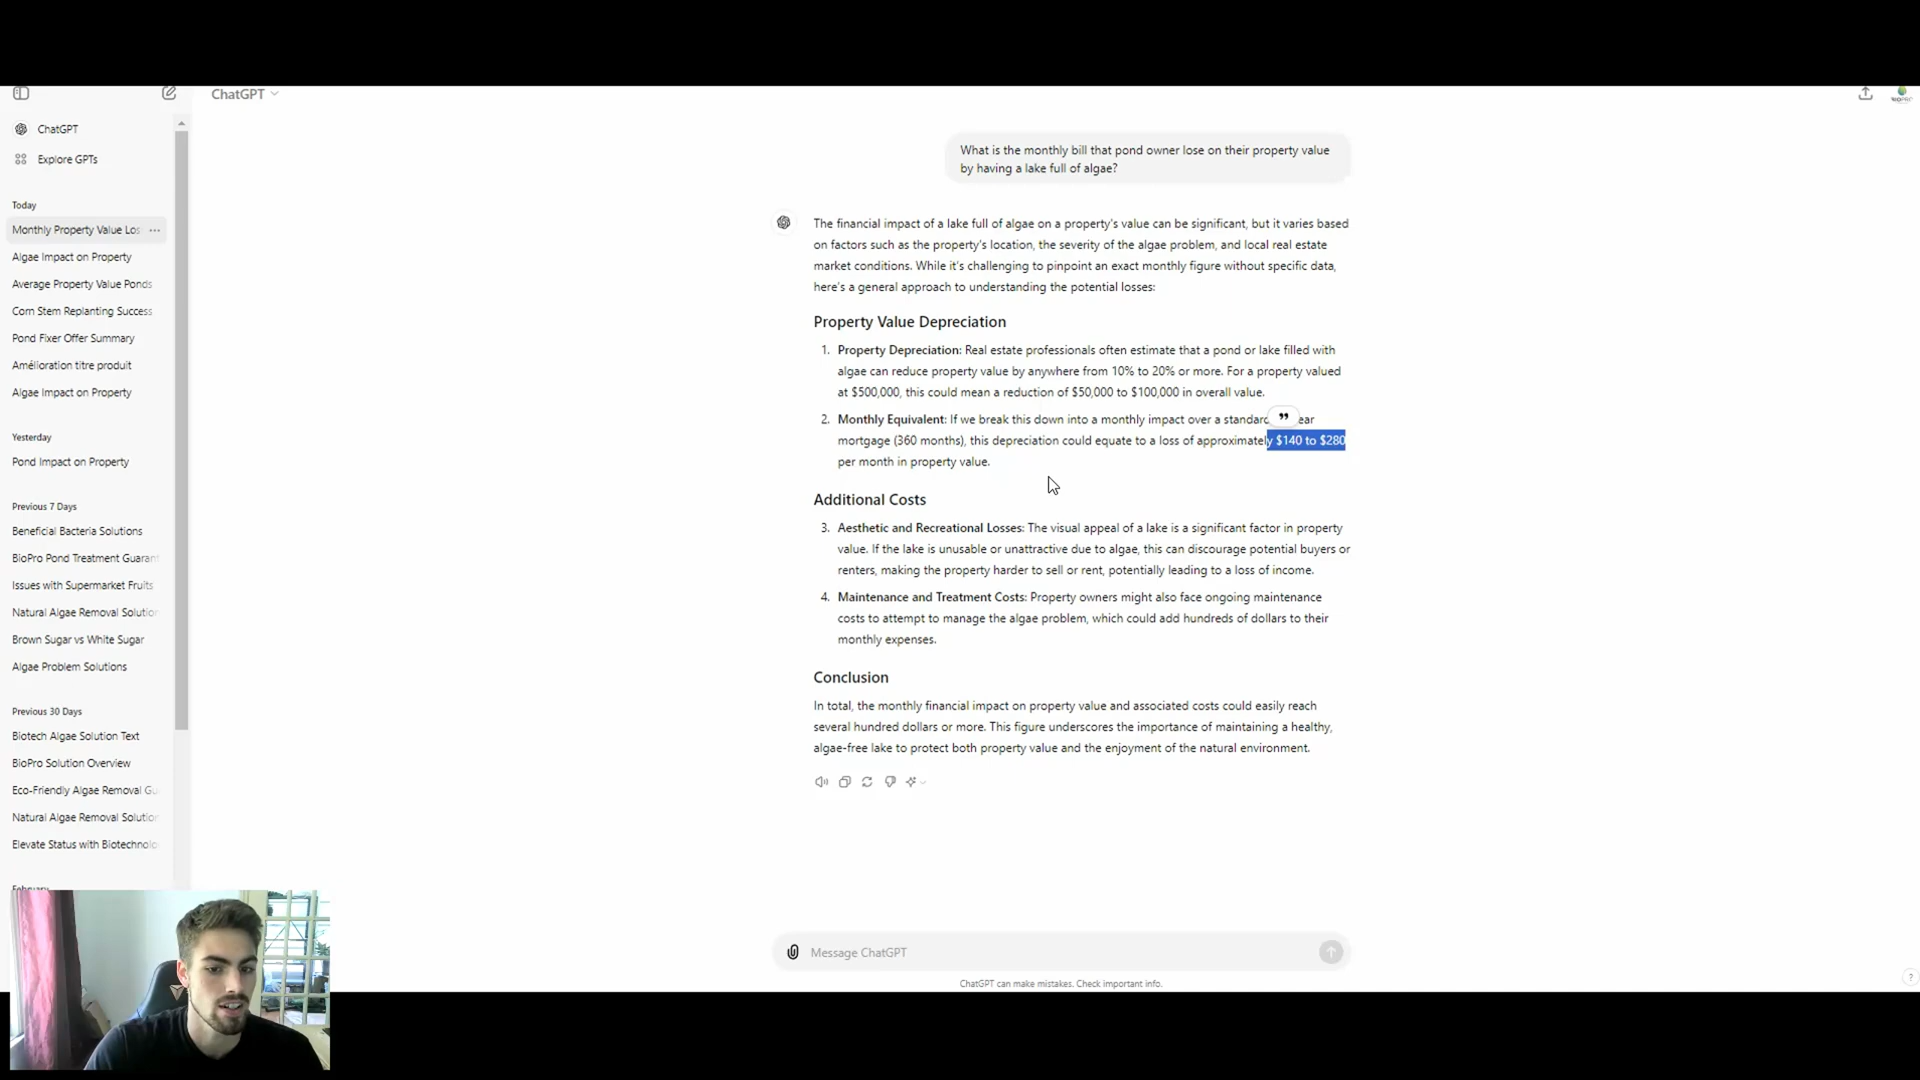 ChatGPT
ChatGPT
Explore GPTs
Today
Monthly Property Value Los
Algae Impact on Property
Average Property Value Ponds
Corn Stem Replanting Success
Pond Fixer Offer Summary
Amélioration titre produit
Algae Impact on Property
Yesterday
Pond Impact on Property
Previous 7 Days
Beneficial Bacteria Solutions
BioPro Pond Treatment Guarant
Issues with Supermarket Fruits
Natural Algae Removal Solution
Brown Sugar vs White Sugar
Algae Problem Solutions
Previous 30 Days
Biotech Algae Solution Text
BioPro Solution Overview
Eco-Friendly Algae Removal Gu
Natural Algae Removal Solution
Elevate Status with Biotechnolo
February
What is the monthly bill that pond owner lose on their property value
by having a lake full of algae?
The financial impact of a lake full of algae on a property's value can be significant, but it varies based
on factors such as the property's location, the severity of the algae problem, and local real estate
market conditions. While it's challenging to pinpoint an exact monthly figure without specific data,
here's a general approach to understanding the potential losses:
Property Value Depreciation
1. Property Depreciation: Real estate professionals often estimate that a pond or lake filled with
algae can reduce property value by anywhere from 10% to 20% or more. For a property valued
at $500,000, this could mean a reduction of $50,000 to $100,000 in overall value.
2. Monthly Equivalent: If we break this down into a monthly impact over a standard ear
mortgage (360 months), this depreciation could equate to a loss of approximately $140 to $280
per month in property value.
Additional Costs
3. Aesthetic and Recreational Losses: The visual appeal of a lake is a significant factor in property
value. If the lake is unusable or unattractive due to algae, this can discourage potential buyers or
renters, making the property harder to sell or rent, potentially leading to a loss of income.
4. Maintenance and Treatment Costs: Property owners might also face ongoing maintenance
costs to attempt to manage the algae problem, which could add hundreds of dollars to their
monthly expenses.
Conclusion
In total, the monthly financial impact on property value and associated costs could easily reach
several hundred dollars or more. This figure underscores the importance of maintaining a healthy,
algae-free lake to protect both property value and the enjoyment of the natural environment.
Message ChatGPT
ChatGPT can make mistakes. Check important info.
?